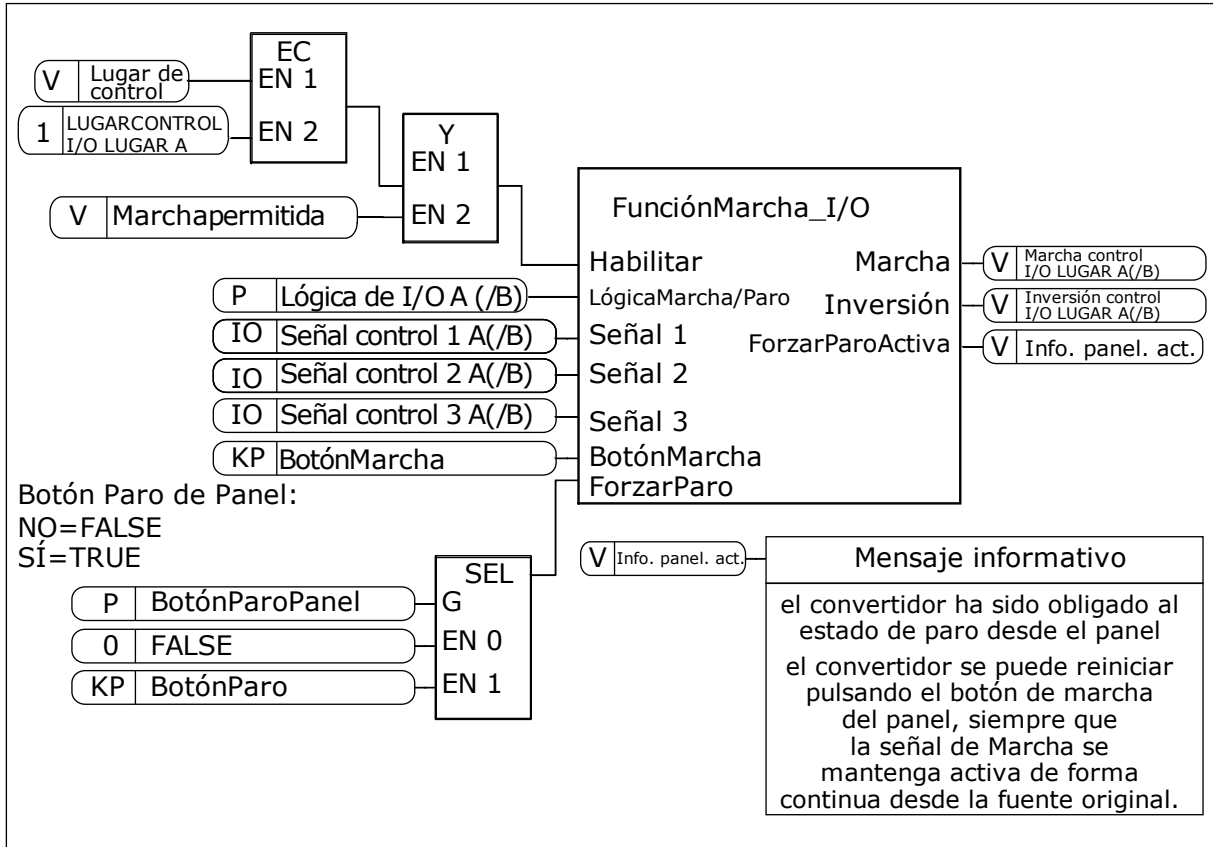 EC
EN 1
V Lugar de control
1 LUGARCONTROL I/O LUGAR A
EN 2
Y
EN 1
V Marchapermitida
EN 2
FunciónMarcha_I/O
Habilitar
Marcha
V Marcha control I/O LUGAR A(/B)
P Lógica de I/O A (/B)
LógicaMarcha/Paro
Inversión
V Inversión control I/O LUGAR A(/B)
IO Señal control 1 A(/B)
Señal 1
ForzarParoActiva
V Info. panel. act.
IO Señal control 2 A(/B)
Señal 2
IO Señal control 3 A(/B)
Señal 3
KP BotónMarcha
BotónMarcha
ForzarParo
Botón Paro de Panel:
NO=FALSE
SÍ=TRUE
SEL
P BotónParoPanel
G
0 FALSE
EN 0
KP BotónParo
EN 1
V Info. panel. act.
Mensaje informativo
el convertidor ha sido obligado al
estado de paro desde el panel
el convertidor se puede reiniciar
pulsando el botón de marcha
del panel, siempre que
la señal de Marcha se
mantenga activa de forma
continua desde la fuente original.